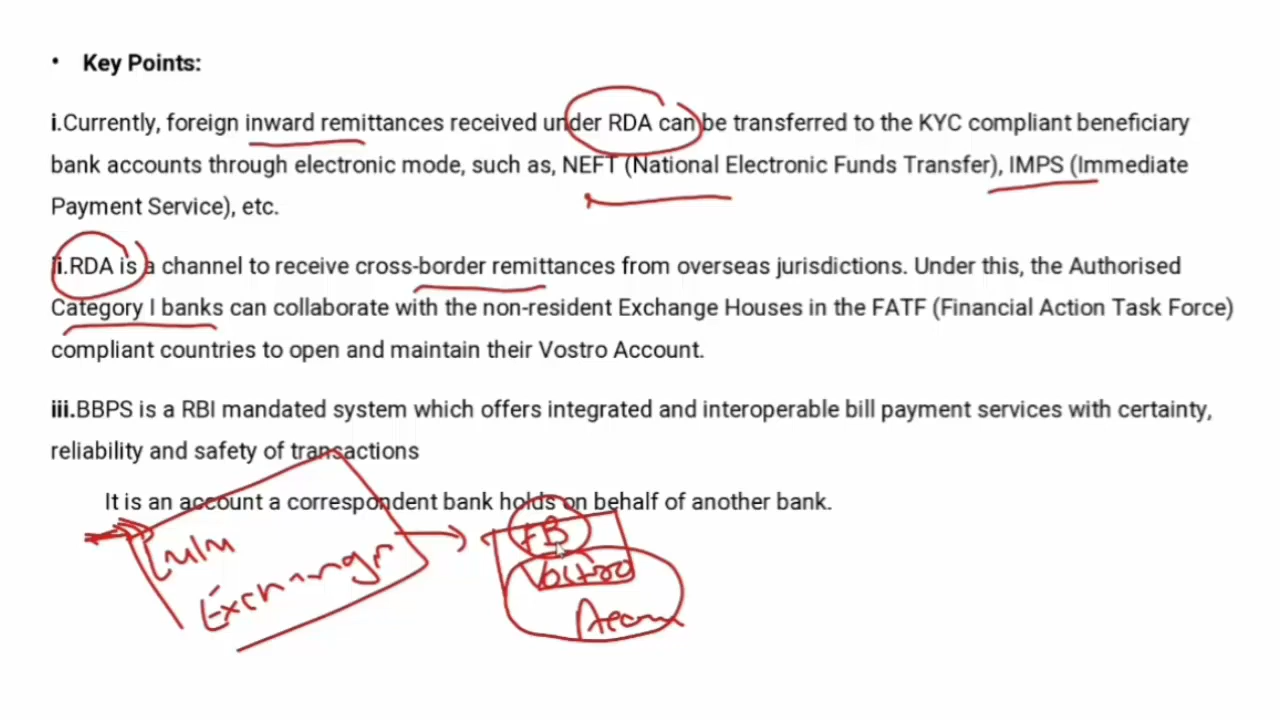 • Key Points:
i.Currently, foreign inward remittances received under RDA can be transferred to the KYC compliant beneficiary
bank accounts through electronic mode, such as, NEFT (National Electronic Funds Transfer), IMPS (Immediate
Payment Service), etc.
ii.RDA is a channel to receive cross-border remittances from overseas jurisdictions. Under this, the Authorised
Category I banks can collaborate with the non-resident Exchange Houses in the FATF (Financial Action Task Force)
compliant countries to open and maintain their Vostro Account.
iii.BBPS is a RBI mandated system which offers integrated and interoperable bill payment services with certainty,
reliability and safety of transactions
It is an account a correspondent bank holds on behalf of another bank.
FB
Lulu
Vostro
Exchange